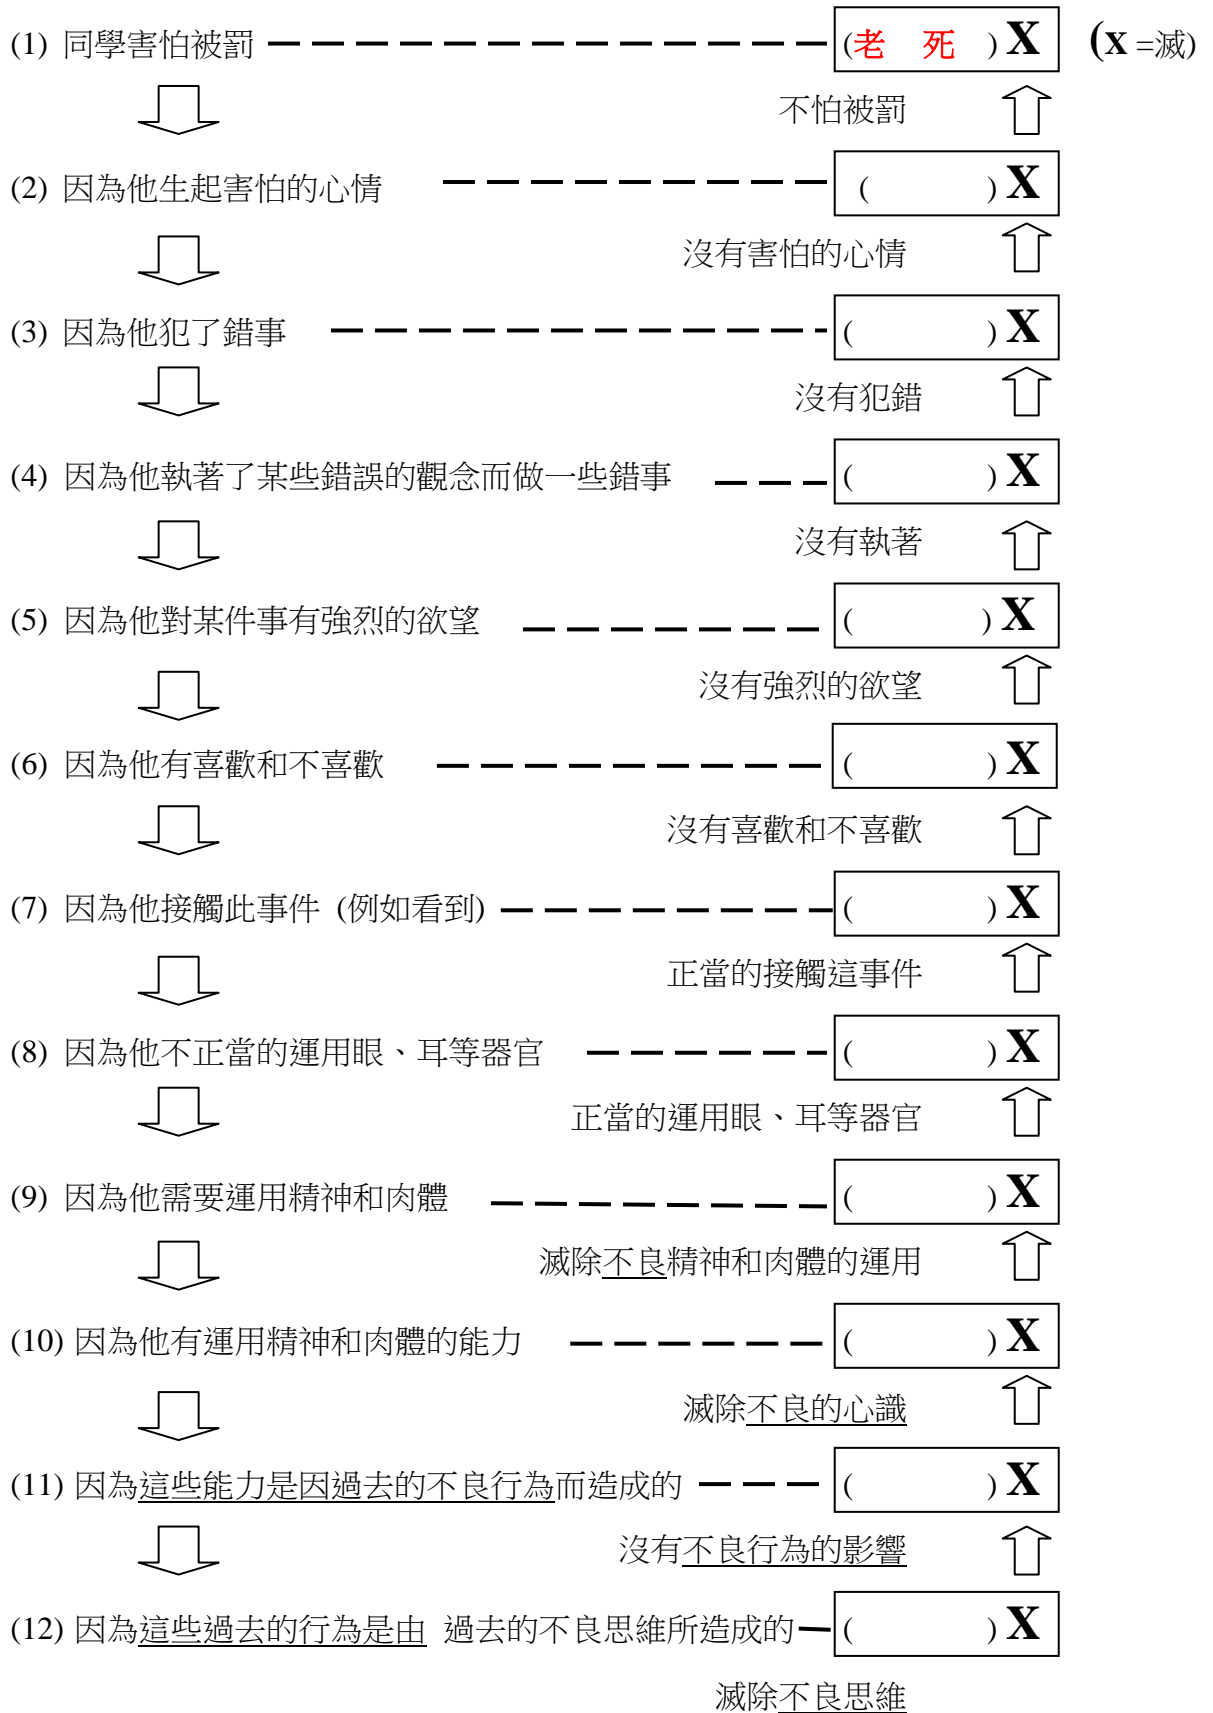 (1) 同學害怕被罰 (老 死 ) X (x =滅)
不怕被罰
(2) 因為他生起害怕的心情 ( ) X
沒有害怕的心情
(3) 因為他犯了錯事 ( ) X
沒有犯錯
(4) 因為他執著了某些錯誤的觀念而做一些錯事 ( ) X
沒有執著
(5) 因為他對某件事有強烈的欲望 ( ) X
沒有強烈的欲望
(6) 因為他有喜歡和不喜歡 ( ) X
沒有喜歡和不喜歡
(7) 因為他接觸此事件 (例如看到) ( ) X
正當的接觸這事件
(8) 因為他不正當的運用眼、耳等器官 ( ) X
正當的運用眼、耳等器官
(9) 因為他需要運用精神和肉體 ( ) X
滅除不良精神和肉體的運用
(10) 因為他有運用精神和肉體的能力 ( ) X
滅除不良的心識
(11) 因為這些能力是因過去的不良行為而造成的 ( ) X
沒有不良行為的影響
(12) 因為這些過去的行為是由 過去的不良思維所造成的 ( ) X
滅除不良思維